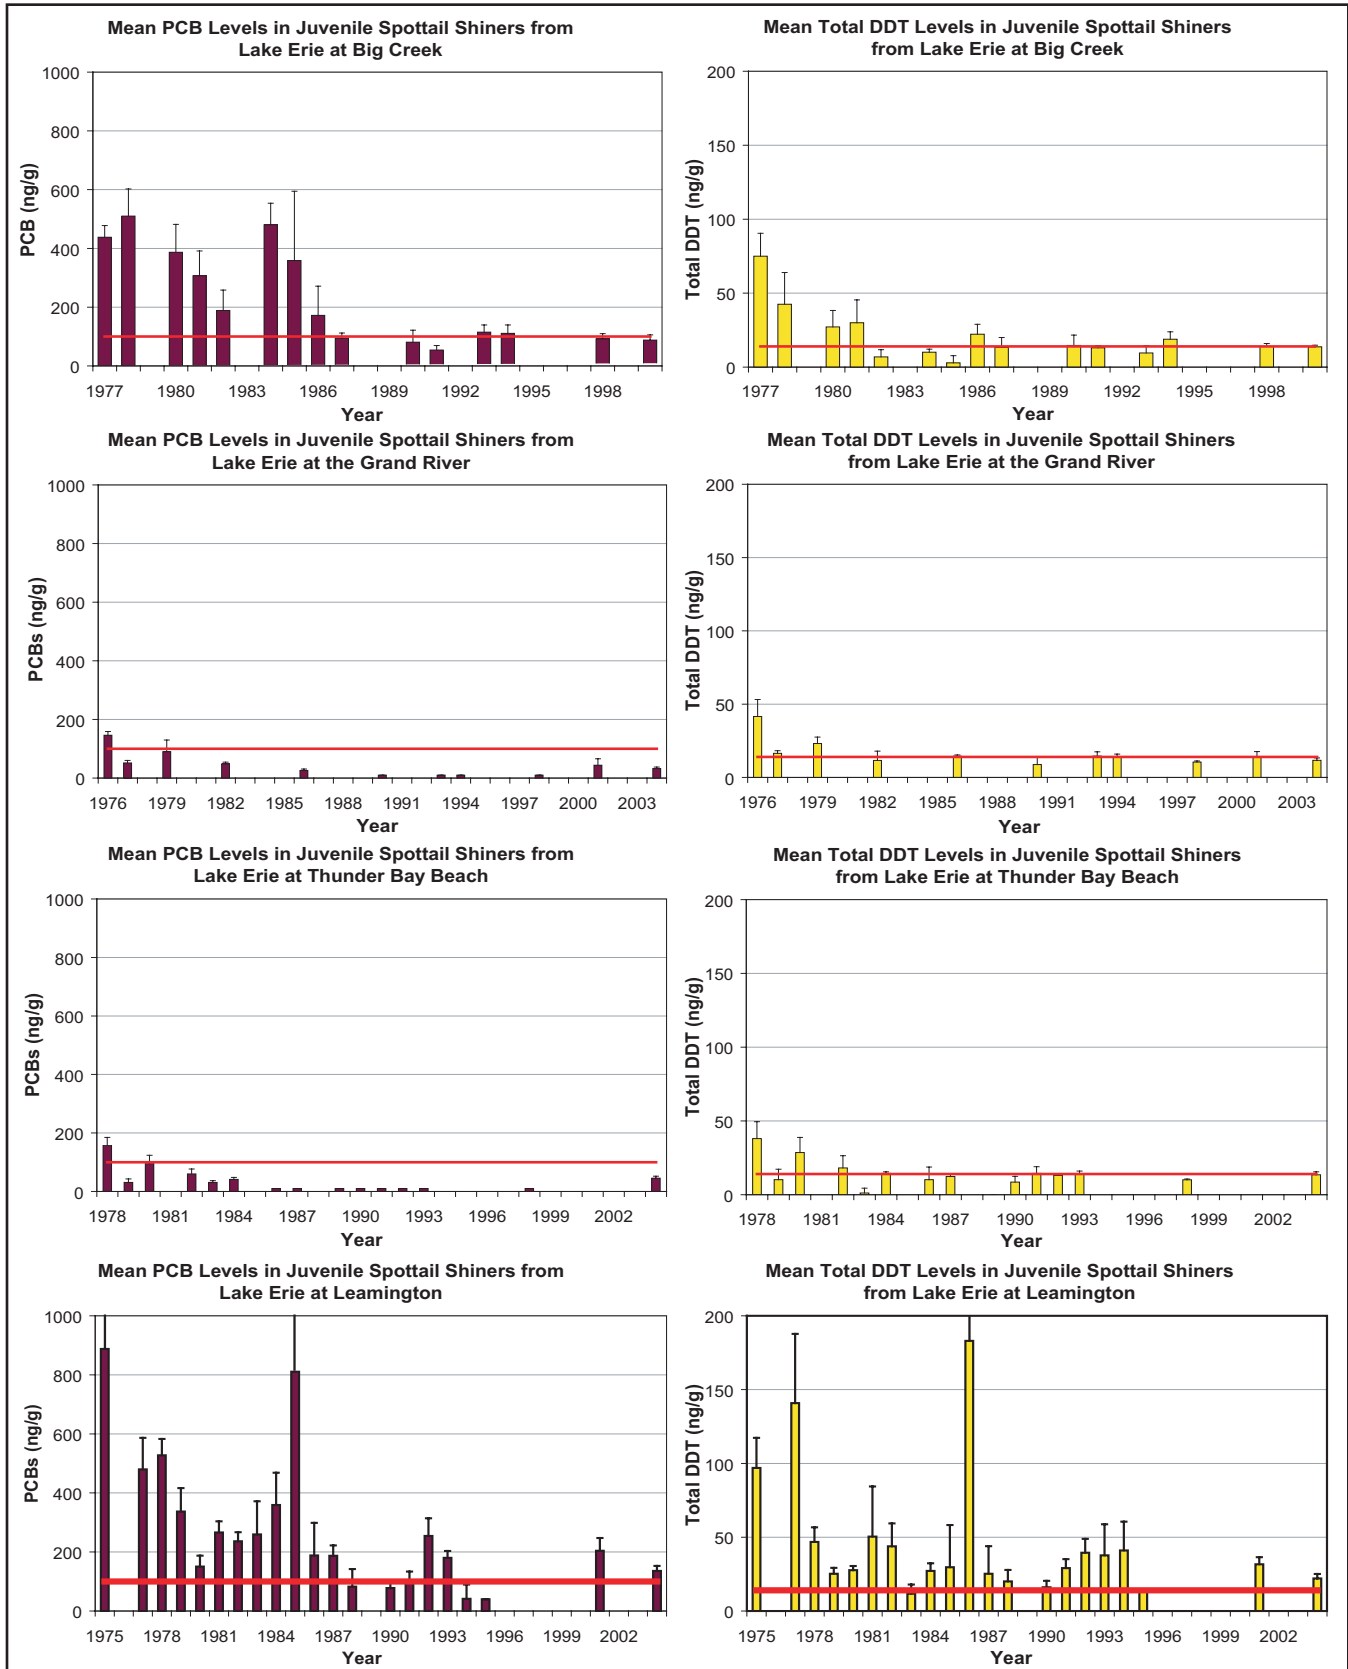 Mean PCB Levels in Juvenile Spottail Shiners from
Lake Erie at Big Creek
1000
800
600
400
200
0
PCB (ng/g)
1977 1980 1983 1986 1989 1992 1995 1998
Year
Mean Total DDT Levels in Juvenile Spottail Shiners
from Lake Erie at Big Creek
200
150
100
50
0
Total DDT (ng/g)
1977 1980 1983 1986 1989 1992 1995 1998
Year
Mean PCB Levels in Juvenile Spottail Shiners from
Lake Erie at the Grand River
1000
800
600
400
200
0
PCBs (ng/g)
1976 1979 1982 1985 1988 1991 1994 1997 2000 2003
Year
Mean Total DDT Levels in Juvenile Spottail Shiners
from Lake Erie at the Grand River
200
150
100
50
0
Total DDT (ng/g)
1976 1979 1982 1985 1988 1991 1994 1997 2000 2003
Year
Mean PCB Levels in Juvenile Spottail Shiners from
Lake Erie at Thunder Bay Beach
1000
800
600
400
200
0
PCBs (ng/g)
1978 1981 1984 1987 1990 1993 1996 1999 2002
Year
Mean Total DDT Levels in Juvenile Spottail Shiners
from Lake Erie at Thunder Bay Beach
200
150
100
50
0
Total DDT (ng/g)
1978 1981 1984 1987 1990 1993 1996 1999 2002
Year
Mean PCB Levels in Juvenile Spottail Shiners from
Lake Erie at Leamington
1000
800
600
400
200
0
PCBs (ng/g)
1975 1978 1981 1984 1987 1990 1993 1996 1999 2002
Year
Mean Total DDT Levels in Juvenile Spottail Shiners
from Lake Erie at Leamington
200
150
100
50
0
Total DDT (ng/g)
1975 1978 1981 1984 1987 1990 1993 1996 1999 2002
Year